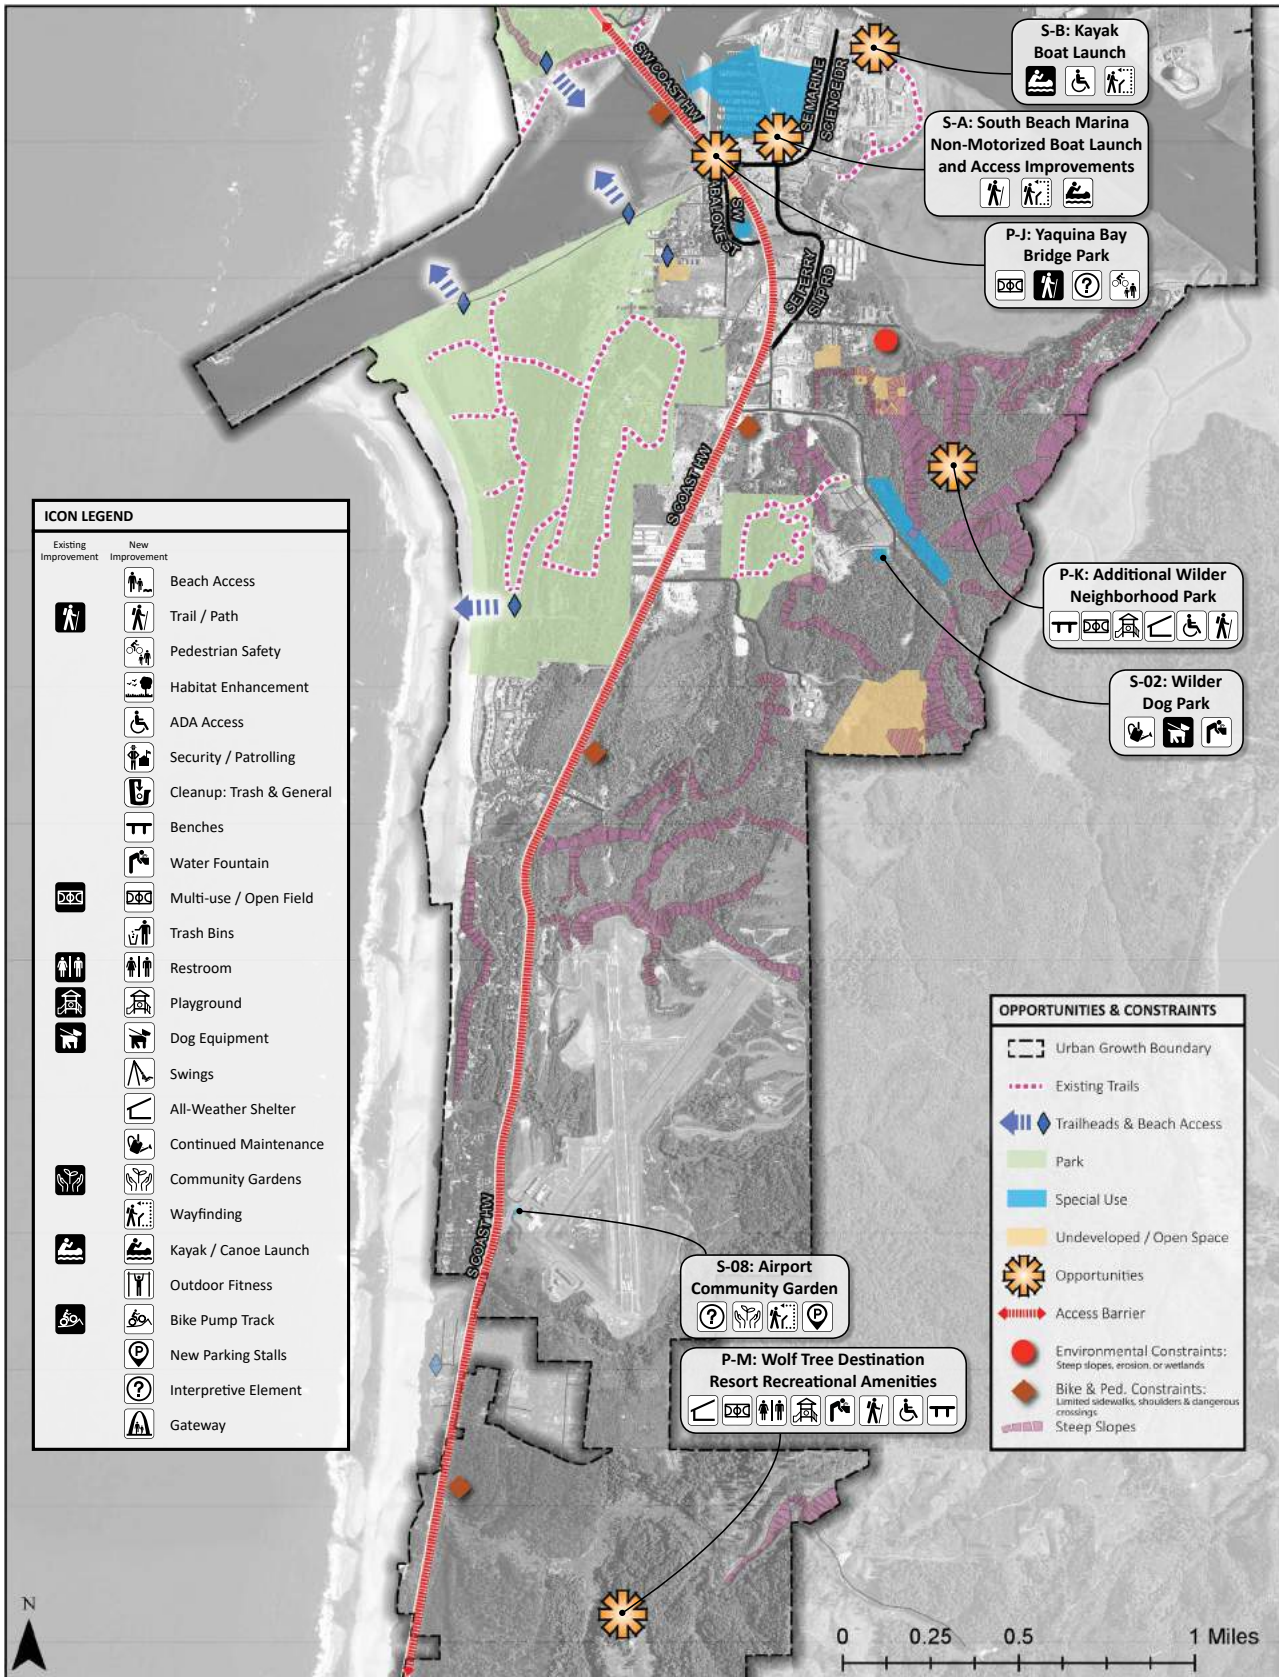 S-B: Kayak
Boat Launch
S-A: South Beach Marina
Non-Motorized Boat Launch
and Access Improvements
P-J: Yaquina Bay
Bridge Park
SW COAST HW
SE MARINE
SCIENCE DR
SW
ABALONE ST
SE FERRY
SLIP RD
S COAST HW
P-K: Additional Wilder
Neighborhood Park
S-02: Wilder
Dog Park
S COAST HW
S-08: Airport
Community Garden
P-M: Wolf Tree Destination
Resort Recreational Amenities
ICON LEGEND
Existing
Improvement
New
Improvement
Beach Access
Trail / Path
Pedestrian Safety
Habitat Enhancement
ADA Access
Security / Patrolling
Cleanup: Trash & General
Benches
Water Fountain
Multi-use / Open Field
Trash Bins
Restroom
Playground
Dog Equipment
Swings
All-Weather Shelter
Continued Maintenance
Community Gardens
Wayfinding
Kayak / Canoe Launch
Outdoor Fitness
Bike Pump Track
New Parking Stalls
Interpretive Element
Gateway
OPPORTUNITIES & CONSTRAINTS
Urban Growth Boundary
Existing Trails
Trailheads & Beach Access
Park
Special Use
Undeveloped / Open Space
Opportunities
Access Barrier
Environmental Constraints:
Steep slopes, erosion, or wetlands
Bike & Ped. Constraints:
Limited sidewalks, shoulders & dangerous
crossings
Steep Slopes
N
0 0.25 0.5 1 Miles